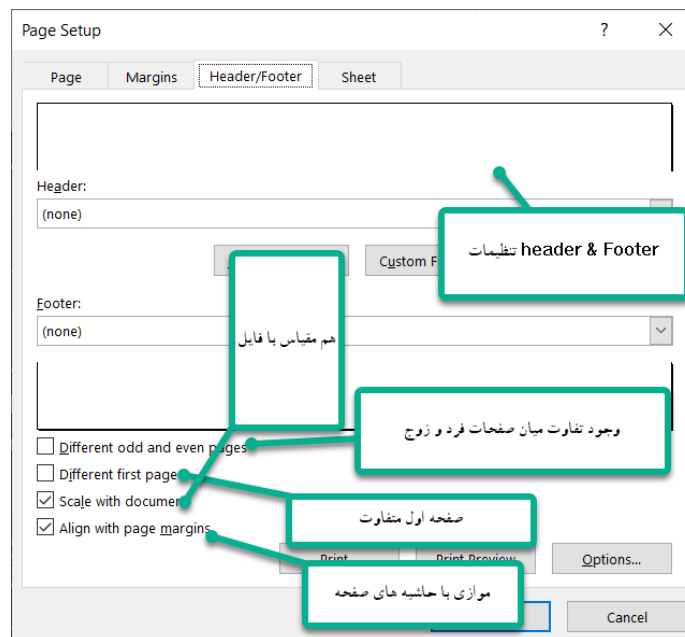 Page Setup ? ×
Page Margins Header/Footer Sheet
Header:
(none)
تنظیمات header & Footer
Custom F
Footer:
(none)
هم مقیاس با فایل
وجود تفاوت میان صفحات فرد و زوج
Different odd and even pages
Different first page
Scale with documen
صفحه اول متفاوت
Align with page margins
Print Print Preview Options...
موازی با حاشیه های صفحه
Cancel